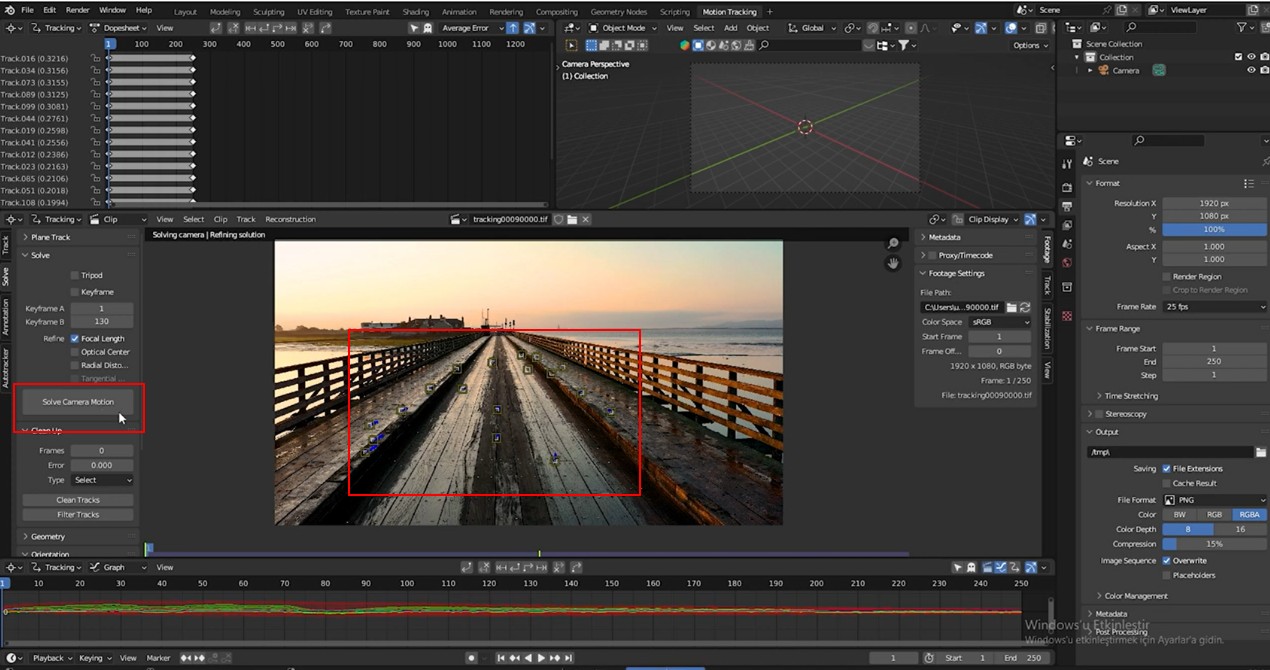 File Edit Render Window Help Layout Modeling Sculpting UV Editing Texture Paint Shading Animation Rendering Compositing Geometry Nodes Scripting Motion Tracking + Scene ViewLayer
Tracking Dopesheet View Average Error
1 100 200 300 400 500 600 700 800 900 1000 1100 1200
Track.016 (0.3216)
Track.034 (0.3156)
Track.073 (0.3155)
Track.089 (0.3125)
Track.099 (0.3081)
Track.044 (0.2761)
Track.019 (0.2598)
Track.041 (0.2556)
Track.012 (0.2386)
Track.023 (0.2163)
Track.085 (0.2106)
Track.051 (0.2018)
Track.108 (0.1994)
Object Mode View Select Add Object Global
Options
Camera Perspective
(1) Collection
Scene Collection
Collection
Camera
Tracking Clip View Select Clip Track Reconstruction tracking00090000.tif Clip Display
Solving camera | Refining solution
Track
Solve
Annotation
Autotracker
Plane Track
Solve
Tripod
Keyframe
Keyframe A 1
Keyframe B 130
Refine Focal Length
Optical Center
Radial Disto...
Tangential ...
Solve Camera Motion
Clean Up
Frames 0
Error 0.000
Type Select
Clean Tracks
Filter Tracks
Geometry
Orientation
Metadata
Proxy/Timecode
Footage Settings
File Path:
C:\Users\u...90000.tif
Color Space sRGB
Start Frame 1
Frame Off... 0
1920 x 1080, RGB byte
Frame: 1 / 250
File: tracking00090000.tif
Footage
Track
Stabilization
View
Scene
Format
Resolution X 1920 px
Y 1080 px
% 100%
Aspect X 1.000
Y 1.000
Render Region
Crop to Render Region
Frame Rate 25 fps
Frame Range
Frame Start 1
End 250
Step 1
Time Stretching
Stereoscopy
Output
/tmp\
Saving File Extensions
Cache Result
File Format PNG
Color BW RGB RGBA
Color Depth 8 16
Compression 15%
Image Sequence Overwrite
Placeholders
Color Management
Metadata
Post Processing
Tracking Graph View
1 10 20 30 40 50 60 70 80 90 100 110 120 130 140 150 160 170 180 190 200 210 220 230 240 250
0
Windows'u Etkinleştir
Windows'u etkinleştirmek için Ayarlar'a gidin.
Playback Keying View Marker 1 Start 1 End 250